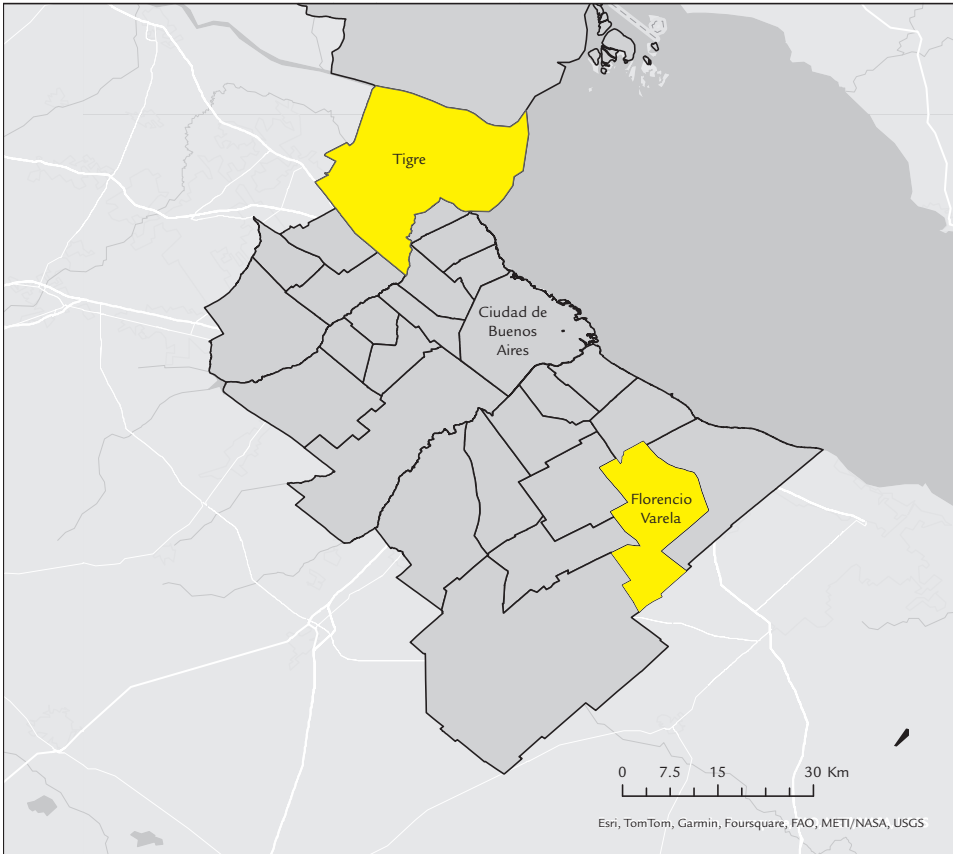 Tigre
Ciudad de
Buenos
Aires
Florencio
Varela
0 7.5 15 30 Km
Esri, TomTom, Garmin, Foursquare, FAO, METI/NASA, USGS